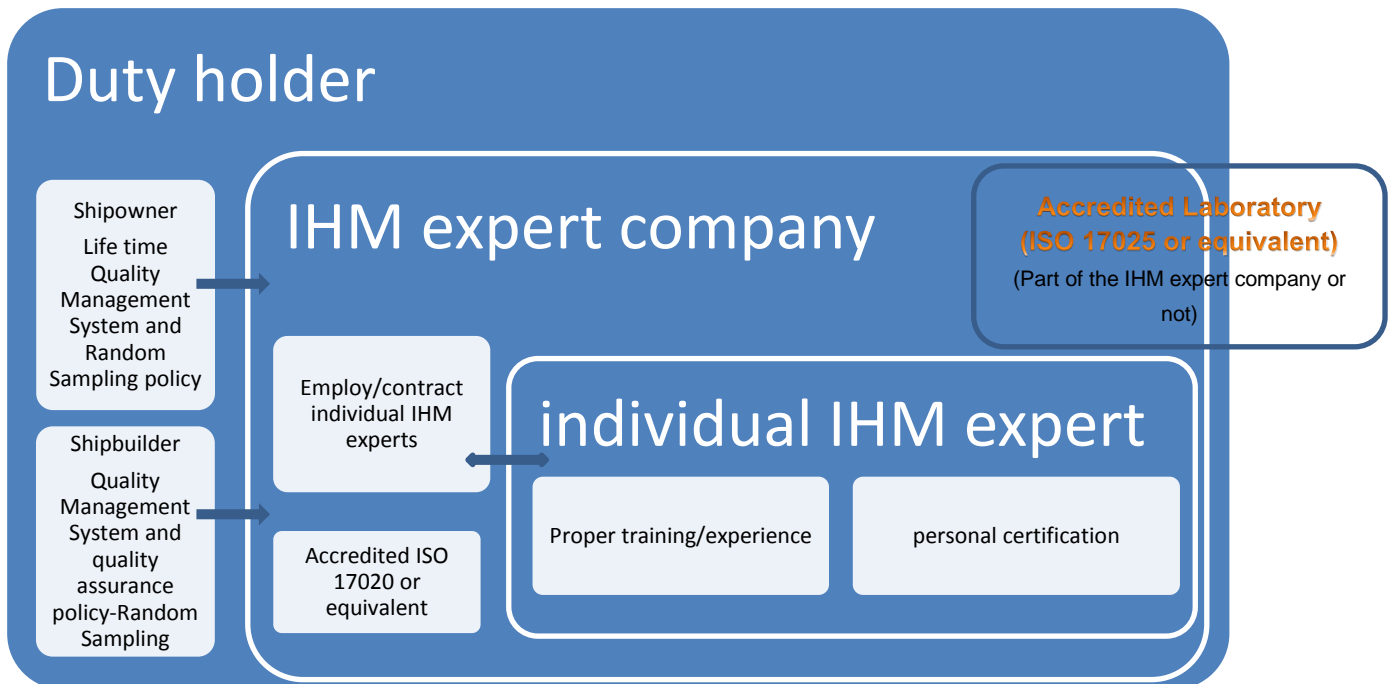 Duty holder
Shipowner
Life time
Quality
Management
System and
Random
Sampling policy
Shipbuilder
Quality
Management
System and
quality
assurance
policy-Random
Sampling
IHM expert company
Employ/contract
individual IHM
experts
Accredited ISO
17020 or
equivalent
individual IHM expert
Proper training/experience
personal certification
Accredited Laboratory
(ISO 17025 or equivalent)
(Part of the IHM expert company or
not)